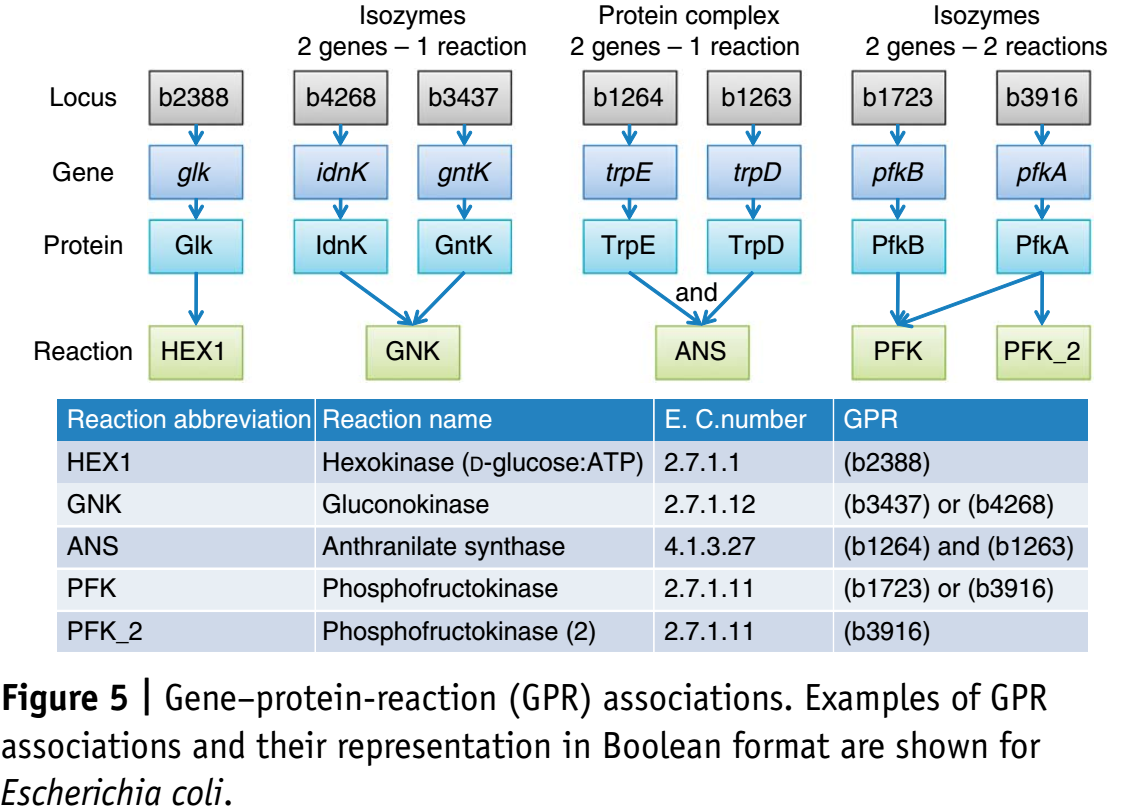 Isozymes Protein complex Isozymes
2 genes – 1 reaction 2 genes – 1 reaction 2 genes – 2 reactions
Locus b2388 b4268 b3437 b1264 b1263 b1723 b3916
Gene glk idnK gntK trpE trpD pfkB pfkA
Protein Glk IdnK GntK TrpE TrpD PfkB PfkA
and
Reaction HEX1 GNK ANS PFK PFK_2
Reaction abbreviation Reaction name E. C.number GPR
HEX1 Hexokinase (D-glucose:ATP) 2.7.1.1 (b2388)
GNK Gluconokinase 2.7.1.12 (b3437) or (b4268)
ANS Anthranilate synthase 4.1.3.27 (b1264) and (b1263)
PFK Phosphofructokinase 2.7.1.11 (b1723) or (b3916)
PFK_2 Phosphofructokinase (2) 2.7.1.11 (b3916)
Figure 5 | Gene–protein-reaction (GPR) associations. Examples of GPR
associations and their representation in Boolean format are shown for
Escherichia coli.